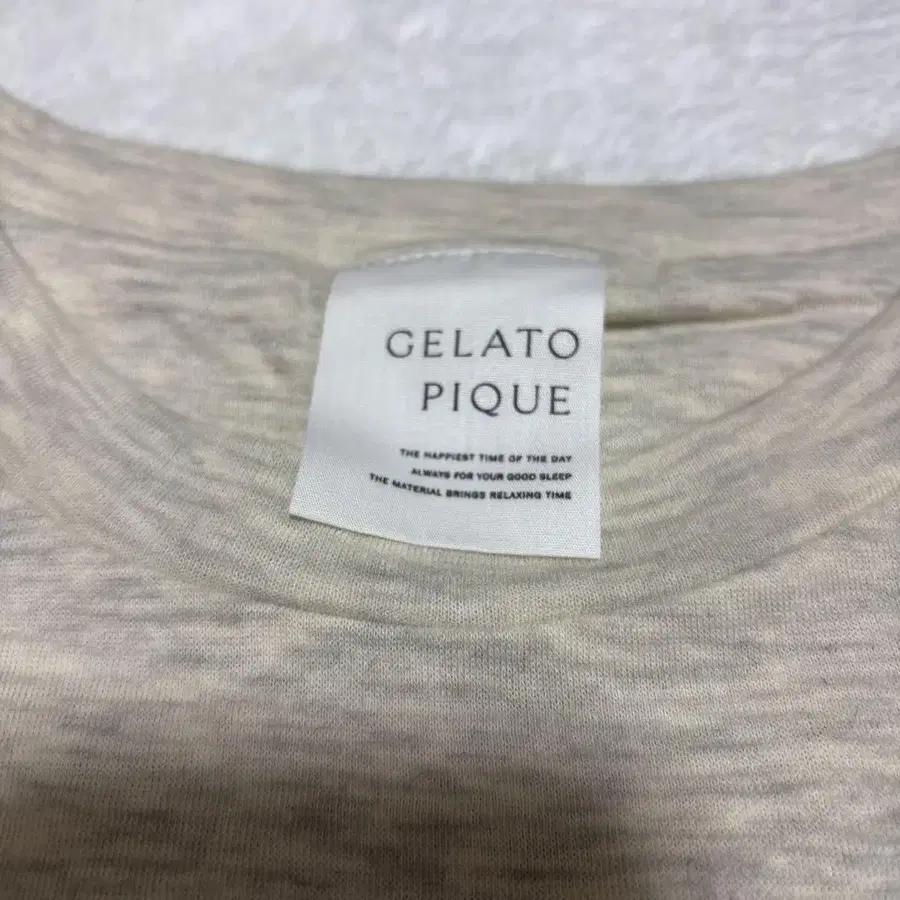 GELATO
PIQUE
THE HAPPIEST TIME OF THE DAY
ALWAYS FOR YOUR GOOD SLEEP
THE MATERIAL BRINGS RELAXING TIME